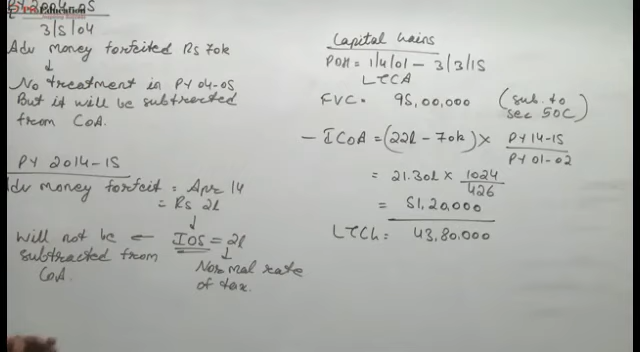 PY 2004-05
Education
3/5/04
Adv money forfeited Rs 70k
↓
No treatment in PY 04-05
But it will be subtracted
from CoA.
PY 2014-15
Adv money forfeit = Apr 14
= Rs 2l
↓
Will not be ← IOS = 2l
subtracted from
CoA.
↓
Normal rate
of tax.
Capital Gains
POH = 1/4/01 - 3/3/15
LTCA
FVC = 95,00,000 (sub. to sec 50C)
- ICoA = (22l - 70k) × PY 14-15 / PY 01-02
= 21.30l × 1024 / 426
= 51,20,000
LTCG = 43,80,000